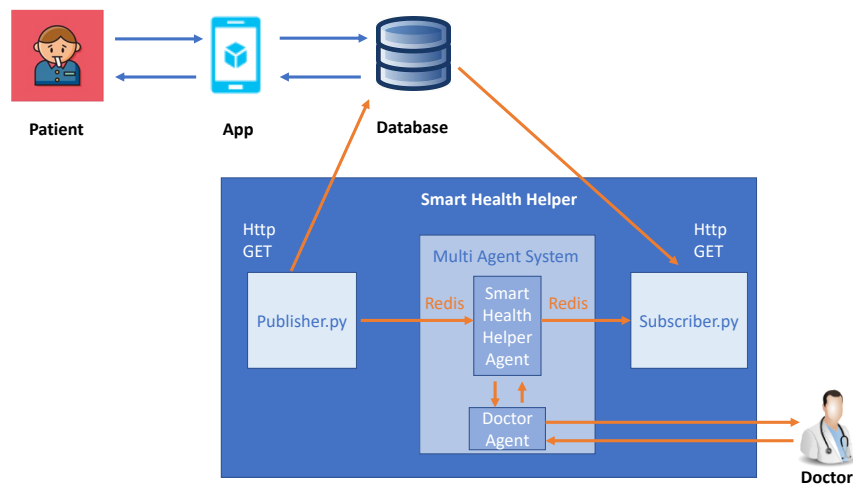 Patient
App
Database
Smart Health Helper
Http
GET
Http
GET
Multi Agent System
Publisher.py
Redis
Smart
Health
Helper
Agent
Redis
Subscriber.py
Doctor
Agent
Doctor